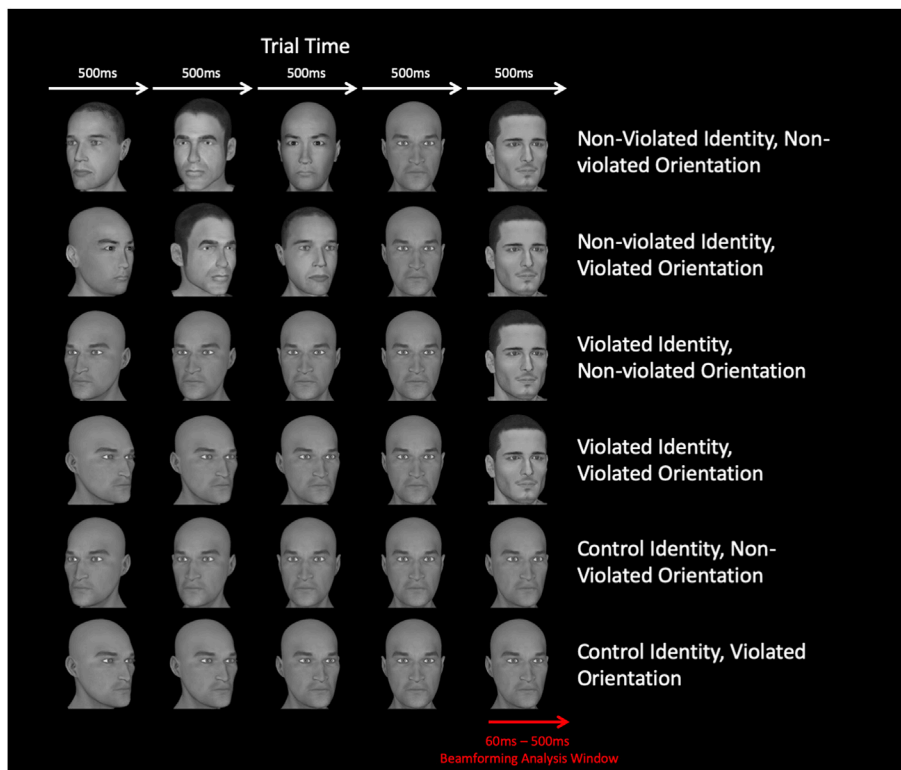 Trial Time
500ms 500ms 500ms 500ms 500ms
Non-Violated Identity, Non-
violated Orientation
Non-violated Identity,
Violated Orientation
Violated Identity,
Non-violated Orientation
Violated Identity,
Violated Orientation
Control Identity, Non-
Violated Orientation
Control Identity, Violated
Orientation
60ms – 500ms
Beamforming Analysis Window